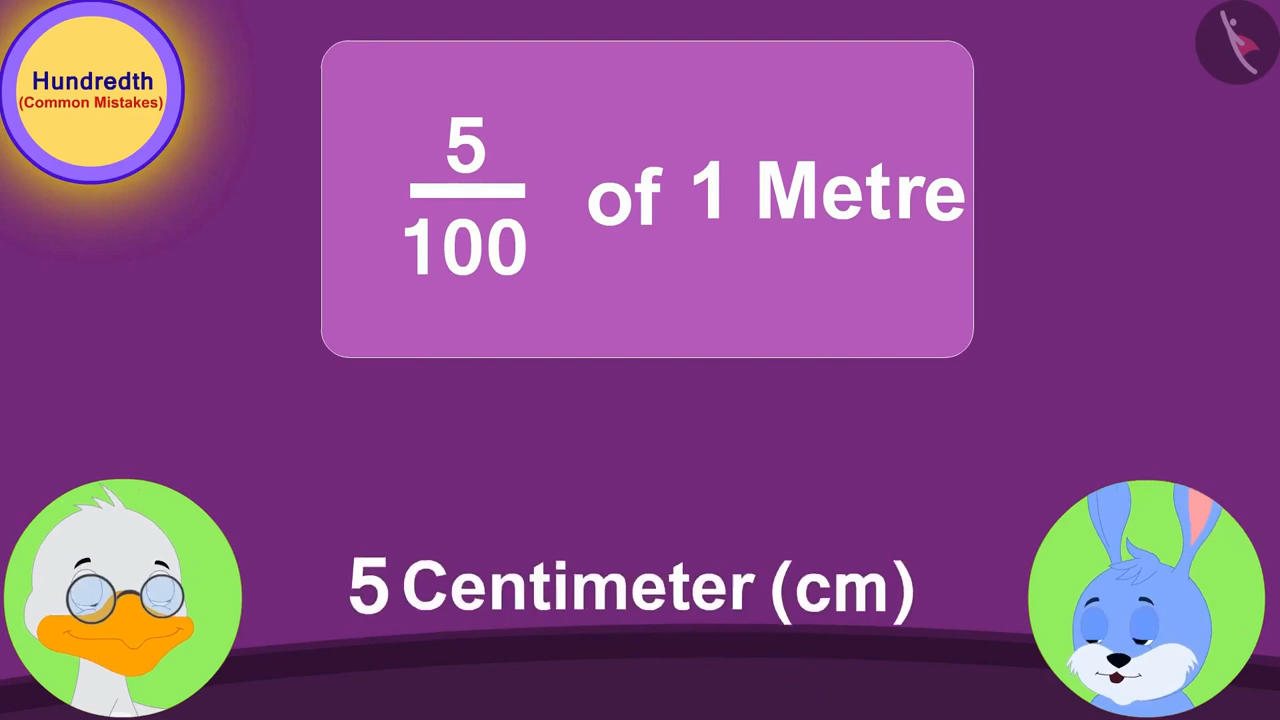 Hundredth
(Common Mistakes)
5
100
of 1 Metre
5 Centimeter (cm)